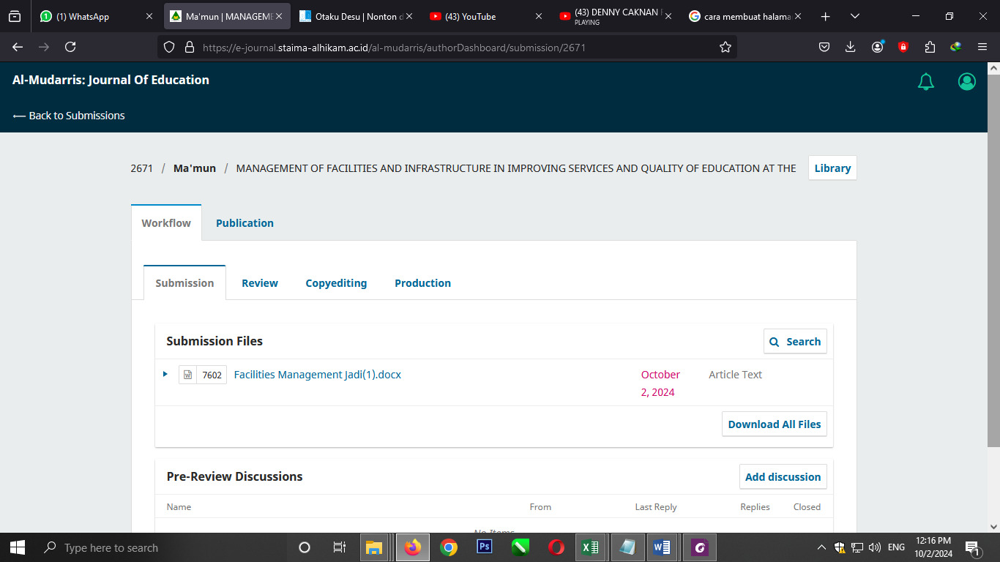 (1) WhatsApp
Ma'mun | MANAGEME
Otaku Desu | Nonton d
(43) YouTube
(43) DENNY CAKNAN
PLAYING
cara membuat halama
https://e-journal.staima-alhikam.ac.id/al-mudarris/authorDashboard/submission/2671
Al-Mudarris: Journal Of Education
⟵ Back to Submissions
2671 / Ma'mun / MANAGEMENT OF FACILITIES AND INFRASTRUCTURE IN IMPROVING SERVICES AND QUALITY OF EDUCATION AT THE
Library
Workflow Publication
Submission Review Copyediting Production
Submission Files Search
7602 Facilities Management Jadi(1).docx October 2, 2024 Article Text
Download All Files
Pre-Review Discussions Add discussion
Name From Last Reply Replies Closed
No Items
Type here to search
Ps
ENG
12:16 PM
10/2/2024
1